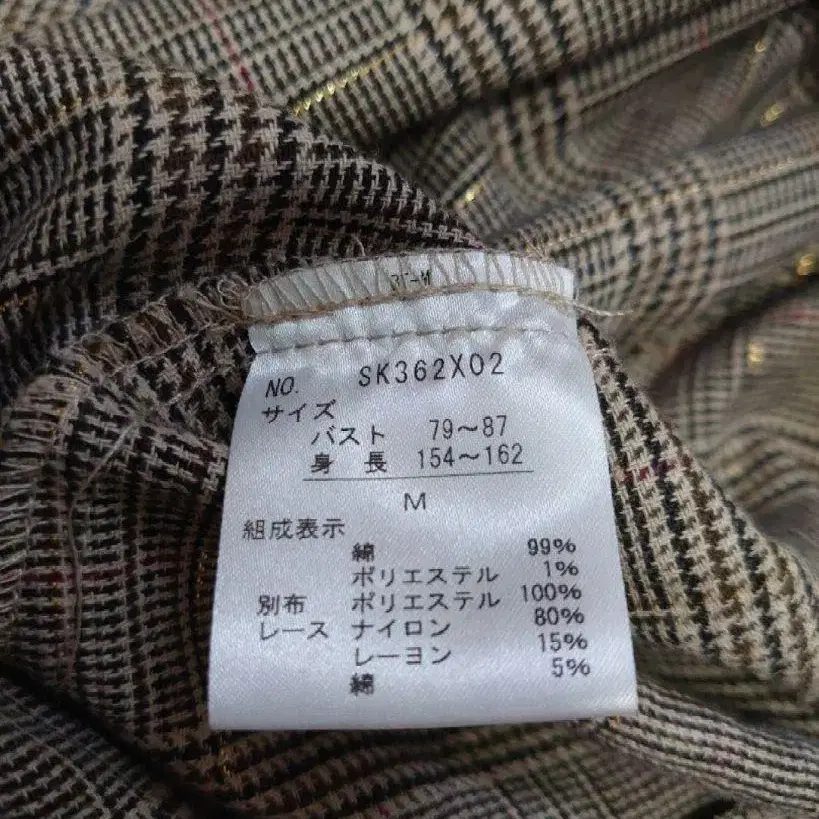 NO. SK362X02
サイズ
バスト 79～87
身長 154～162
M
組成表示
綿 99%
ポリエステル 1%
別布 ポリエステル 100%
レース ナイロン 80%
レーヨン 15%
綿 5%